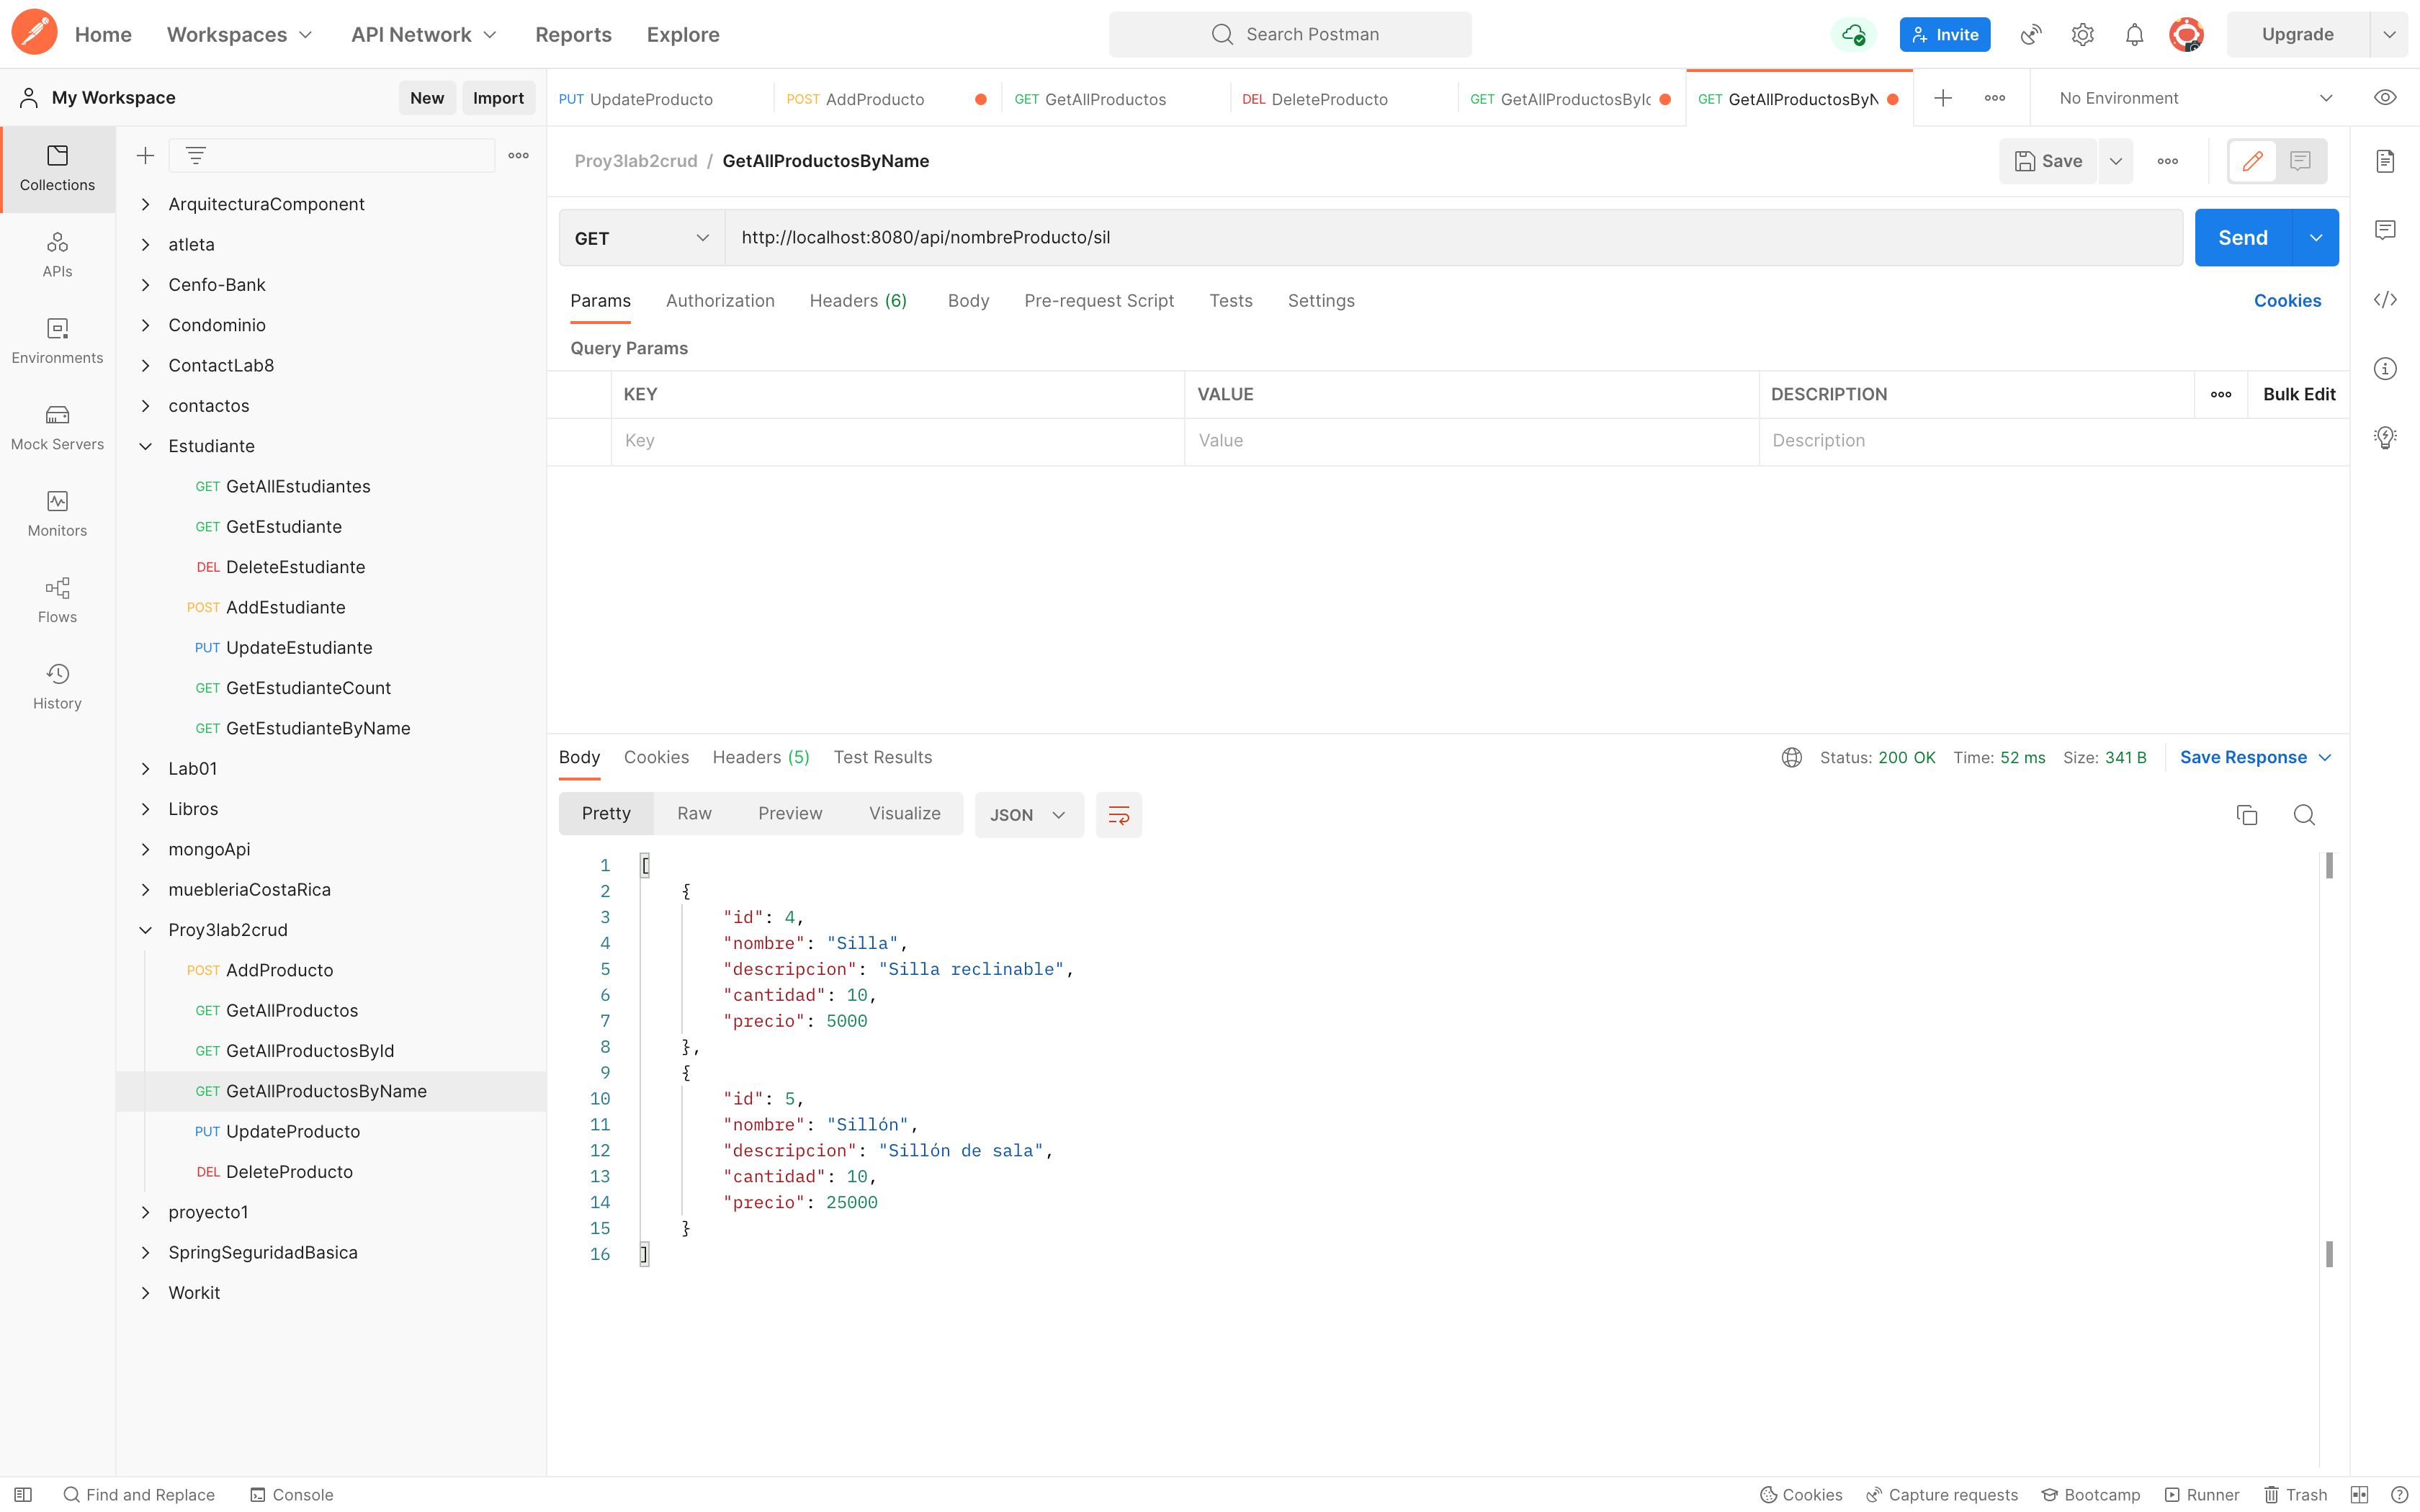 Home Workspaces API Network Reports Explore Search Postman Invite Upgrade
My Workspace New Import
PUT UpdateProducto POST AddProducto GET GetAllProductos DEL DeleteProducto GET GetAllProductosById GET GetAllProductosByN No Environment
Collections
APIs
Environments
Mock Servers
Monitors
Flows
History
ArquitecturaComponent
atleta
Cenfo-Bank
Condominio
ContactLab8
contactos
Estudiante
GET GetAllEstudiantes
GET GetEstudiante
DEL DeleteEstudiante
POST AddEstudiante
PUT UpdateEstudiante
GET GetEstudianteCount
GET GetEstudianteByName
Lab01
Libros
mongoApi
muebleriaCostaRica
Proy3lab2crud
POST AddProducto
GET GetAllProductos
GET GetAllProductosById
GET GetAllProductosByName
PUT UpdateProducto
DEL DeleteProducto
proyecto1
SpringSeguridadBasica
Workit
Proy3lab2crud / GetAllProductosByName Save
GET http://localhost:8080/api/nombreProducto/sil Send
Params Authorization Headers (6) Body Pre-request Script Tests Settings Cookies
Query Params
KEY VALUE DESCRIPTION Bulk Edit
Key Value Description
Body Cookies Headers (5) Test Results Status: 200 OK Time: 52 ms Size: 341 B Save Response
Pretty Raw Preview Visualize JSON
1 [
2 {
3 "id": 4,
4 "nombre": "Silla",
5 "descripcion": "Silla reclinable",
6 "cantidad": 10,
7 "precio": 5000
8 },
9 {
10 "id": 5,
11 "nombre": "Sillón",
12 "descripcion": "Sillón de sala",
13 "cantidad": 10,
14 "precio": 25000
15 }
16 ]
Find and Replace Console Cookies Capture requests Bootcamp Runner Trash